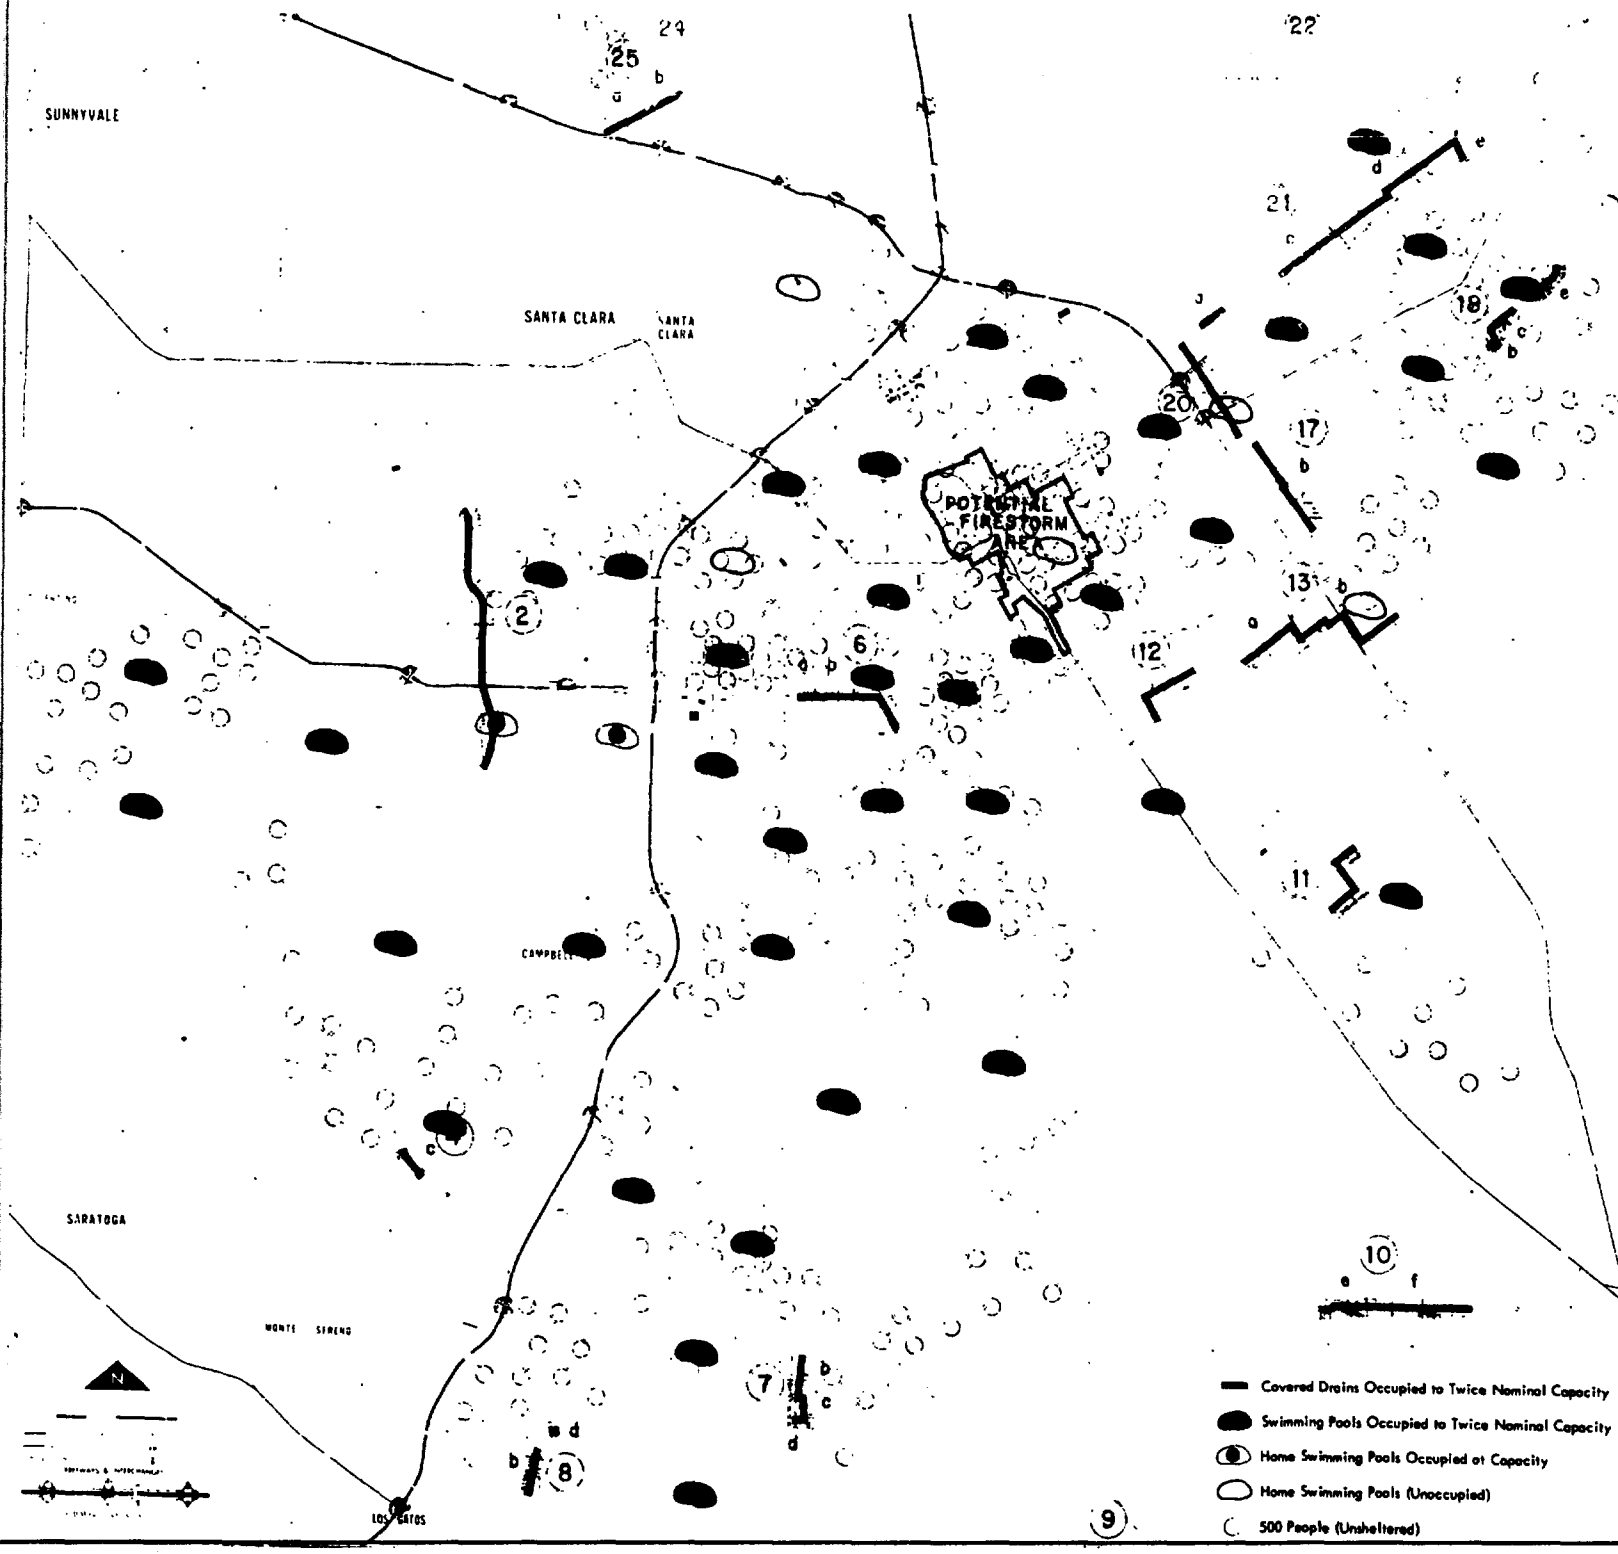 24
22
25
b
a
SUNNYVALE
e
d
21
c
18
e
c
b
SANTA CLARA
SANTA
CLARA
20
17
b
POTENTIAL
FIRESTORM
AREA
13
b
a
2
6
a b
12
11
CAMPBELL
c
SARATOGA
10
e f
MONTE SERENO
N
7
b
c
d
d
b
8
FREEWAYS & INTERCHANGES
LOS GATOS
9
Covered Drains Occupied to Twice Nominal Capacity
Swimming Pools Occupied to Twice Nominal Capacity
Home Swimming Pools Occupied at Capacity
Home Swimming Pools (Unoccupied)
500 People (Unsheltered)